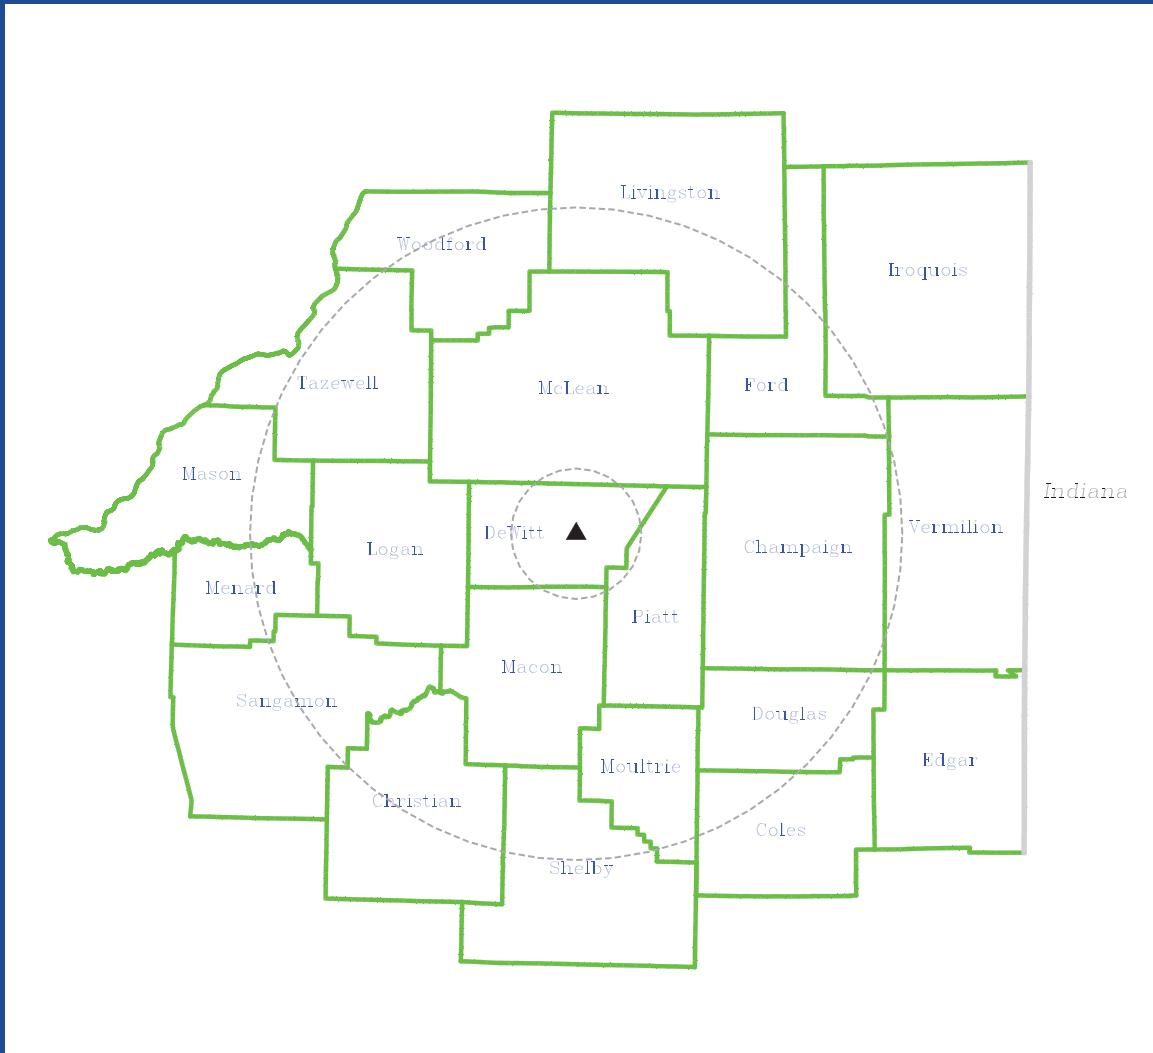 Livingston
Woodford
Iroquois
Tazewell
McLean
Ford
Mason
Indiana
DeWitt
Vermilion
Logan
Champaign
Menard
Piatt
Macon
Sangamon
Douglas
Edgar
Moultrie
Christian
Coles
Shelby